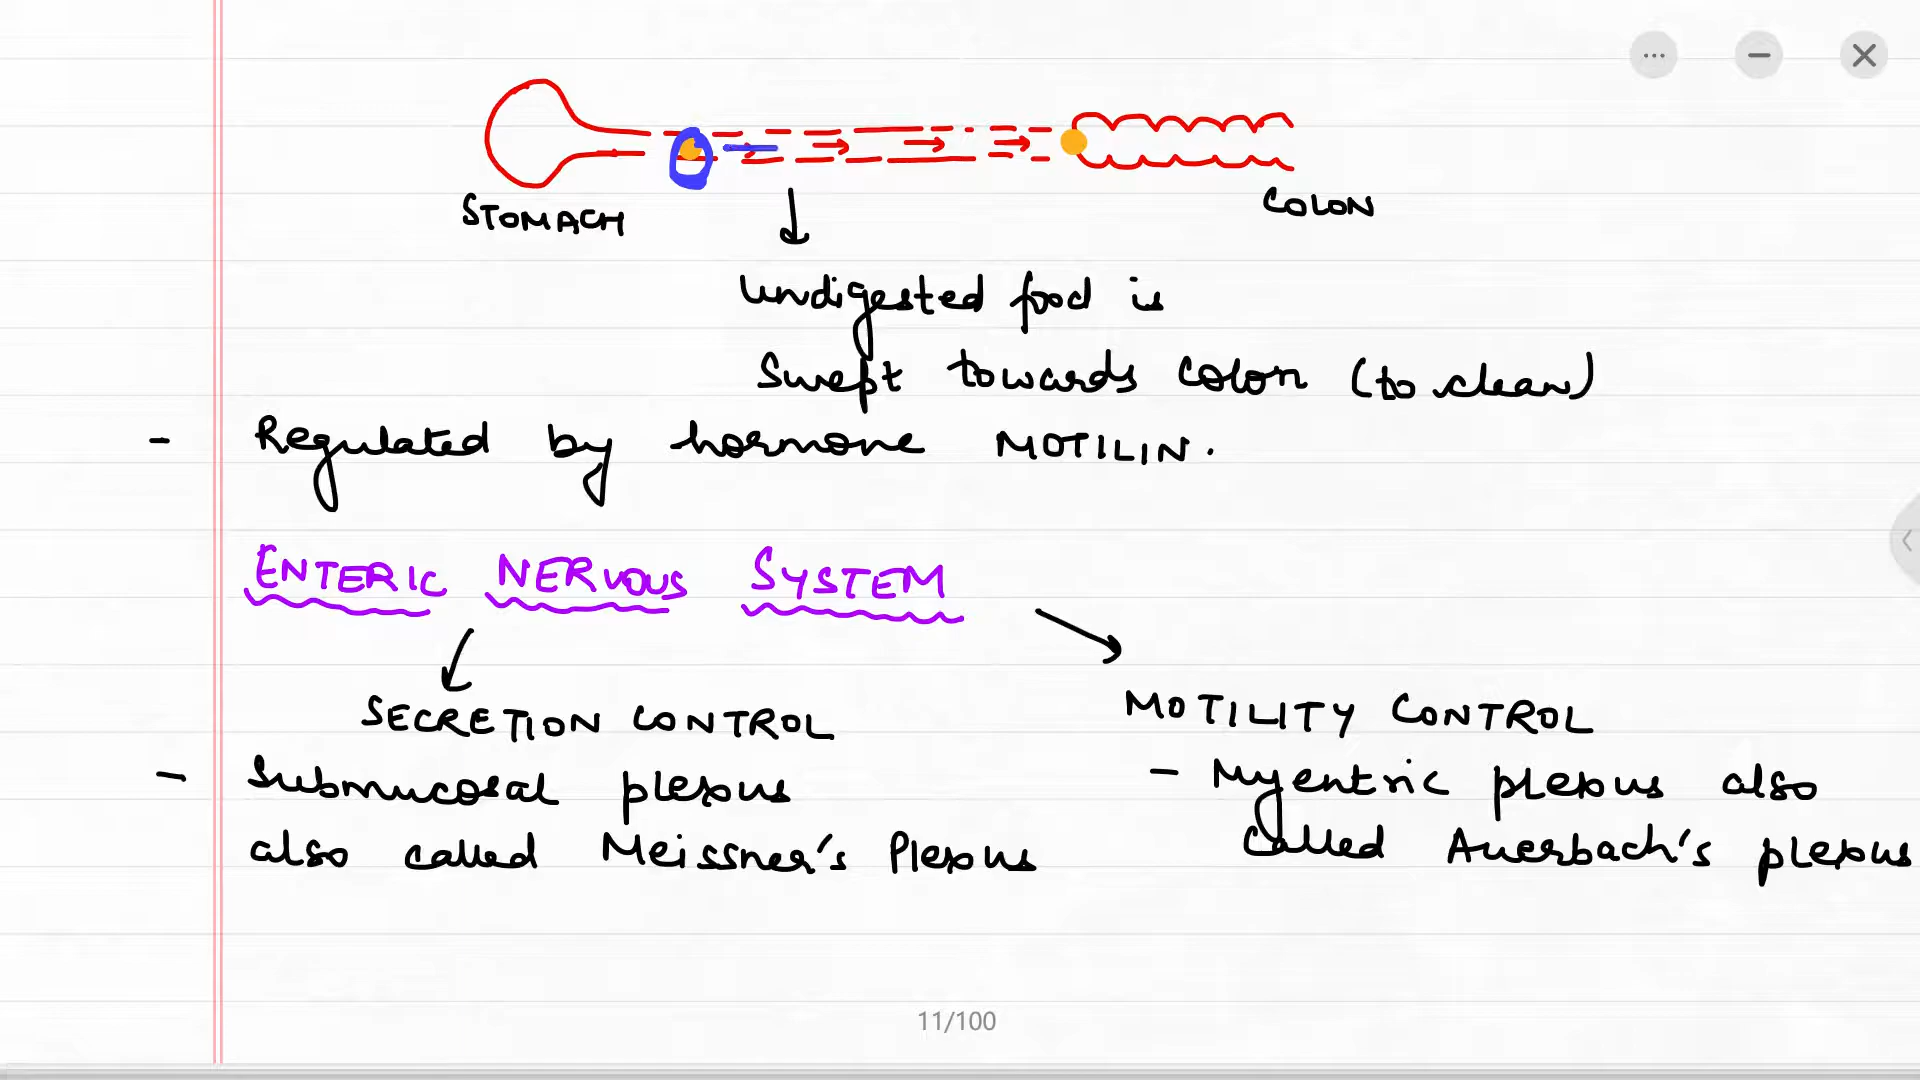 STOMACH
COLON
Undigested food is
Swept towards Colon (to clean)
- Regulated by hormone MOTILIN.
ENTERIC NERVOUS SYSTEM
SECRETION CONTROL
MOTILITY CONTROL
- Submucosal plexus
also called Meissner's Plexus
- Myentric plexus also
called Auerbach's plexus
11/100